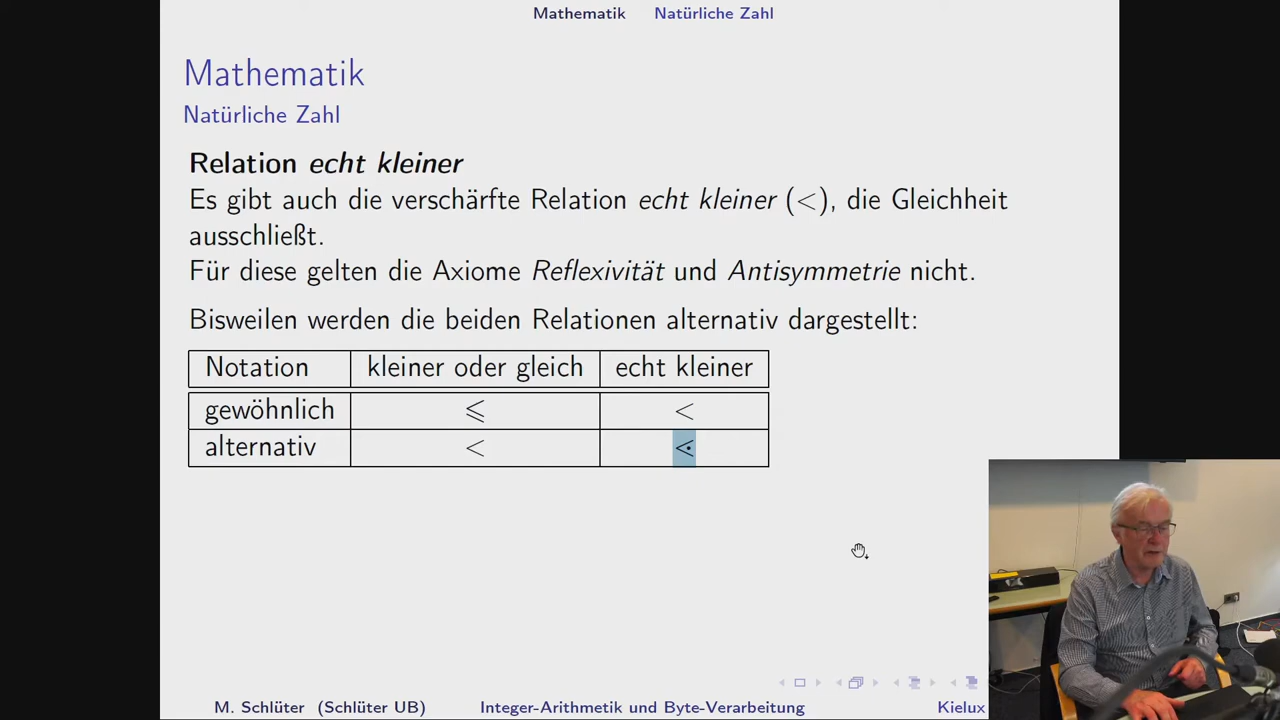 Mathematik Natürliche Zahl
Mathematik
Natürliche Zahl
Relation echt kleiner
Es gibt auch die verschärfte Relation echt kleiner (<), die Gleichheit
ausschließt.
Für diese gelten die Axiome Reflexivität und Antisymmetrie nicht.
Bisweilen werden die beiden Relationen alternativ dargestellt:
Notation kleiner oder gleich echt kleiner
gewöhnlich ⩽ <
alternativ < ⋖
M. Schlüter (Schlüter UB) Integer-Arithmetik und Byte-Verarbeitung Kielux